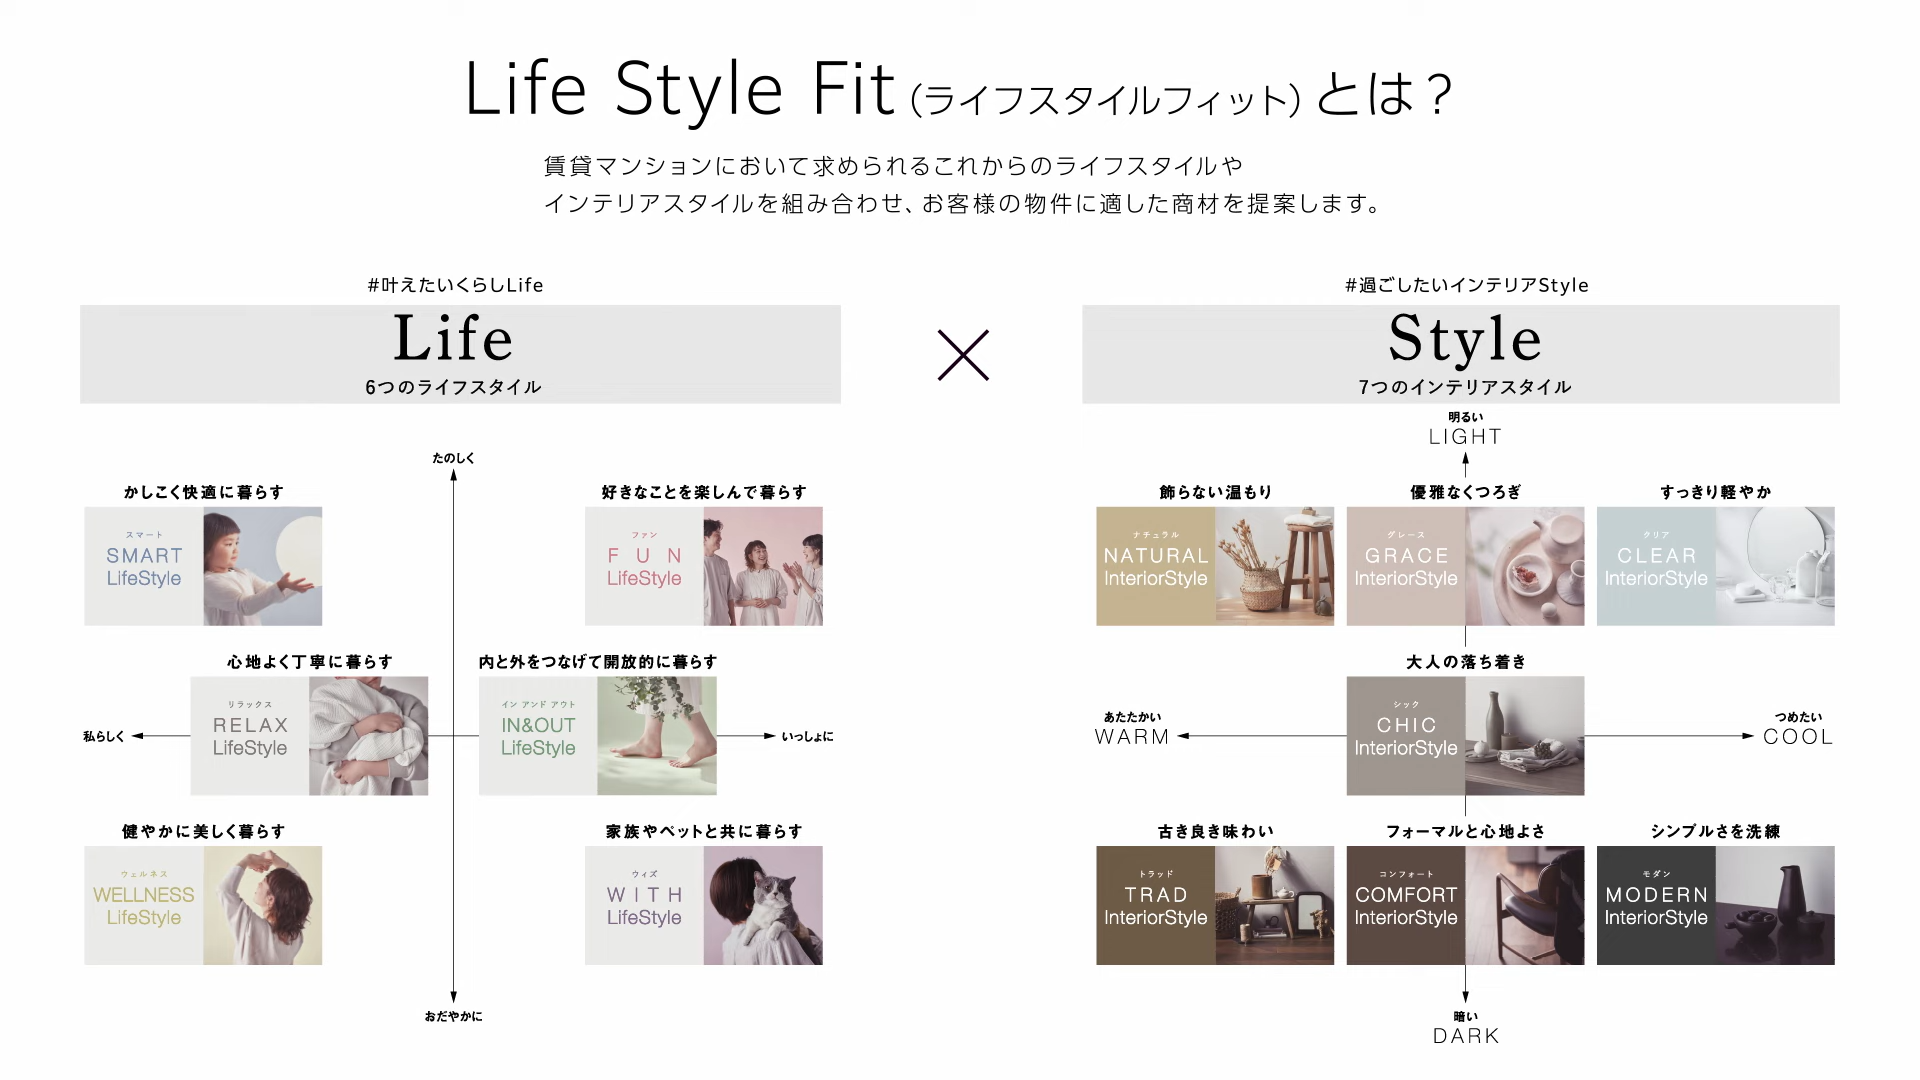 Life Style Fit(ライフスタイルフィット)とは？
賃貸マンションにおいて求められるこれからのライフスタイルや
インテリアスタイルを組み合わせ、お客様の物件に適した商材を提案します。
#叶えたいくらしLife
Life
6つのライフスタイル
たのしく
かしこく快適に暮らす
スマート
SMART
LifeStyle
好きなことを楽しんで暮らす
ファン
FUN
LifeStyle
心地よく丁寧に暮らす
リラックス
RELAX
LifeStyle
内と外をつなげて開放的に暮らす
イン アンド アウト
IN&OUT
LifeStyle
私らしく
いっしょに
健やかに美しく暮らす
ウェルネス
WELLNESS
LifeStyle
家族やペットと共に暮らす
ウィズ
WITH
LifeStyle
おだやかに
×
#過ごしたいインテリアStyle
Style
7つのインテリアスタイル
明るい
LIGHT
飾らない温もり
ナチュラル
NATURAL
InteriorStyle
優雅なくつろぎ
グレース
GRACE
InteriorStyle
すっきり軽やか
クリア
CLEAR
InteriorStyle
あたたかい
WARM
大人の落ち着き
シック
CHIC
InteriorStyle
つめたい
COOL
古き良き味わい
トラッド
TRAD
InteriorStyle
フォーマルと心地よさ
コンフォート
COMFORT
InteriorStyle
シンプルさを洗練
モダン
MODERN
InteriorStyle
暗い
DARK